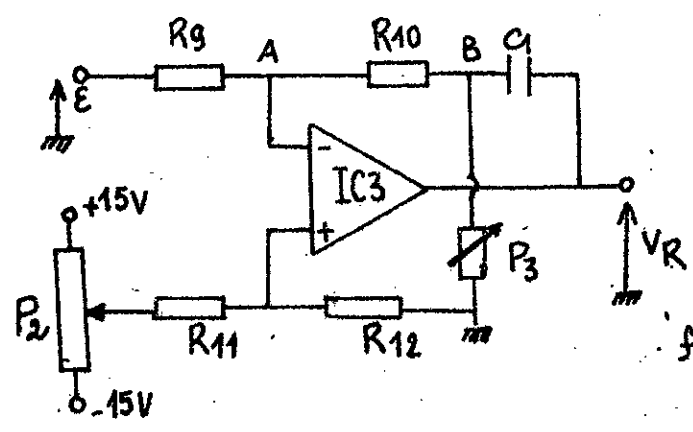 R9
A
R10
B
C1
ε
-
IC3
+
+15V
P2
R11
R12
P3
VR
-15V
f